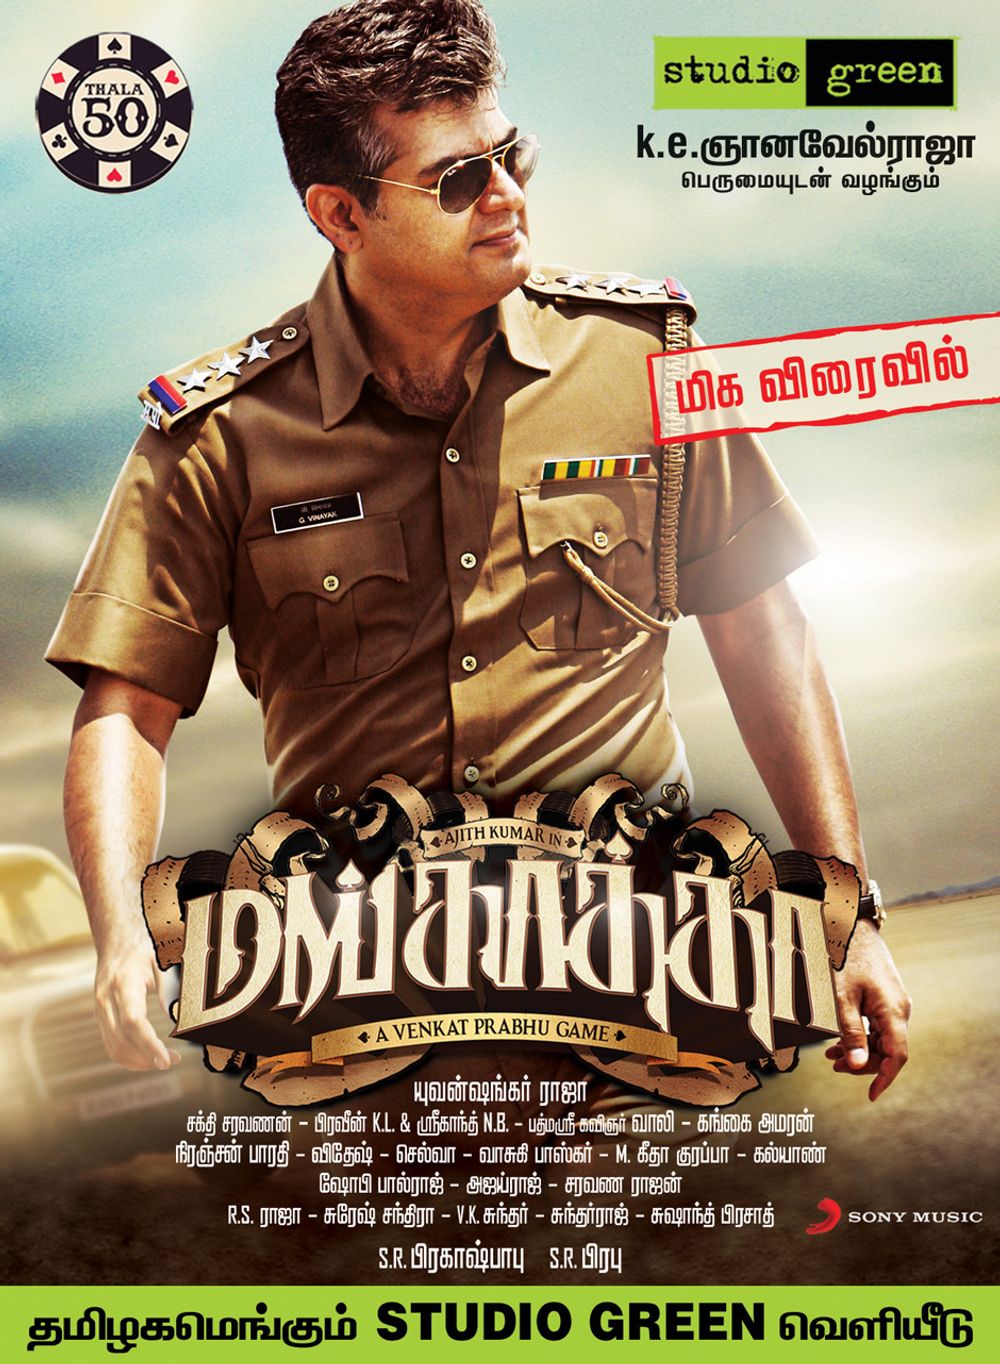 THALA
50
studio green
k.e.ஞானவேல்ராஜா
பெருமையுடன் வழங்கும்
மிக விரைவில்
G VINAYAK
AJITH KUMAR IN
மங்காத்தா
A VENKAT PRABHU GAME
யுவன்ஷங்கர் ராஜா
சக்தி சரவணன் – பிரவீன் K.L. & ஸ்ரீகாந்த் N.B. – பத்மஸ்ரீ கவிஞர் வாலி – கங்கை அமரன்
நிரஞ்சன் பாரதி – விதேஷ் – செல்வா – வாசுகி பாஸ்கர் – M. கீதா குரப்பா – கல்யாண்
ஷோபி பால்ராஜ் – அஜய்ராஜ் – சரவண ராஜன்
R.S. ராஜா – சுரேஷ் சந்திரா – V.K. சுந்தர் – சுந்தர்ராஜ் – சுஷாந்த் பிரசாத்
SONY MUSIC
S.R. பிரகாஷ்பாபு S.R. பிரபு
தமிழகமெங்கும் STUDIO GREEN வெளியீடு